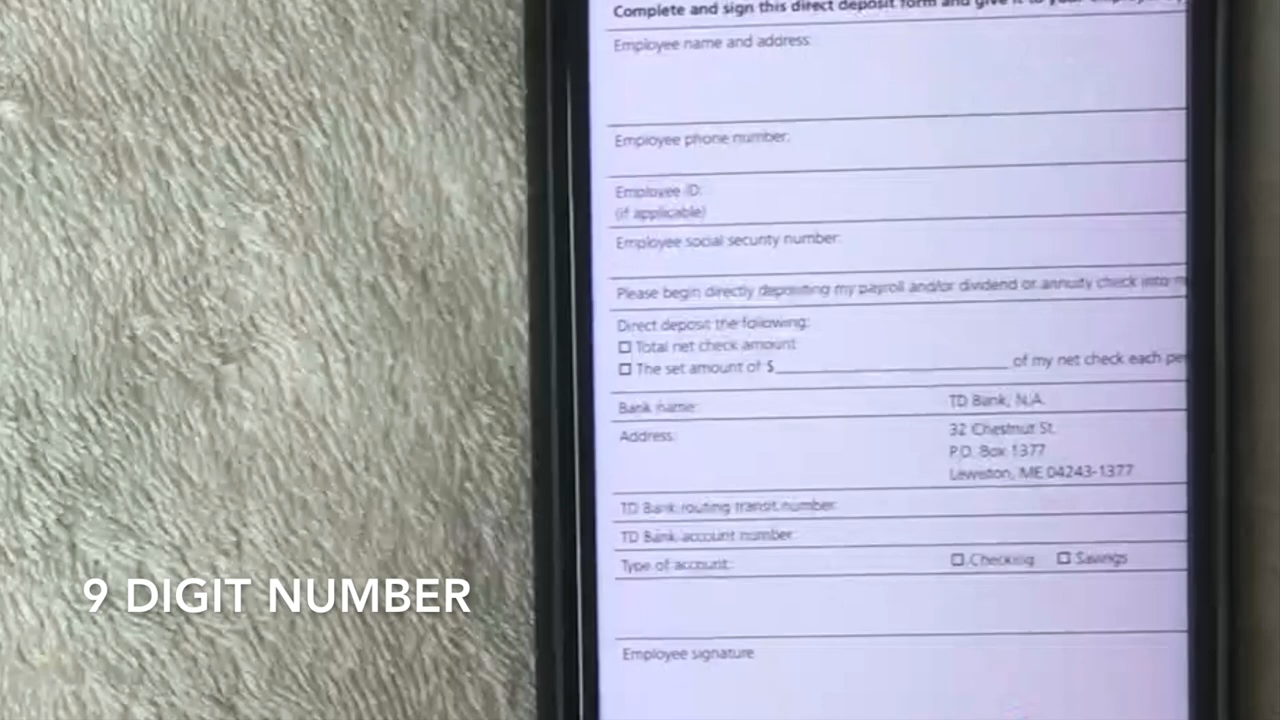 Complete and sign this direct deposit form and give it to your employer
Employee name and address:
Employee phone number:
Employee ID:
(if applicable)
Employee social security number:
Please begin directly depositing my payroll and/or dividend or annuity check into
Direct deposit the following:
☐ Total net check amount
☐ The set amount of $____________________ of my net check each
Bank name: TD Bank, N.A.
Address: 32 Chestnut St.
P.O. Box 1377
Lewiston, ME 04243-1377
TD Bank routing transit number:
TD Bank account number:
Type of account: ☐ Checking ☐ Savings
9 DIGIT NUMBER
Employee signature